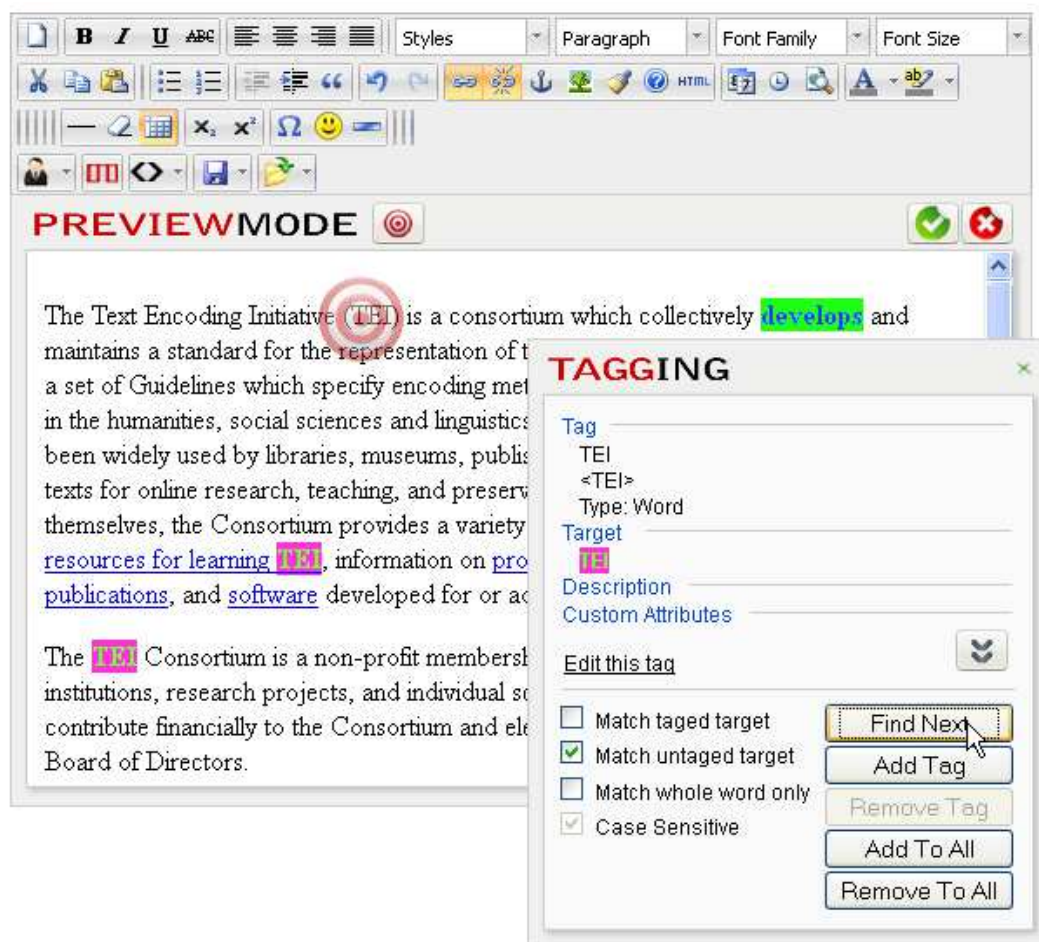 B I U ABC Styles Paragraph Font Family Font Size
HTML A ab
x₂ x² Ω
PREVIEWMODE
The Text Encoding Initiative (TEI) is a consortium which collectively develops and
maintains a standard for the representation of t
a set of Guidelines which specify encoding met
in the humanities, social sciences and linguistics
been widely used by libraries, museums, publis
texts for online research, teaching, and preserv
themselves, the Consortium provides a variety
resources for learning TEI, information on pro
publications, and software developed for or ac
The TEI Consortium is a non-profit membersh
institutions, research projects, and individual sc
contribute financially to the Consortium and ele
Board of Directors.
TAGGING
Tag
TEI
<TEI>
Type: Word
Target
TEI
Description
Custom Attributes
Edit this tag
Match taged target
Match untaged target
Match whole word only
Case Sensitive
Find Next
Add Tag
Remove Tag
Add To All
Remove To All